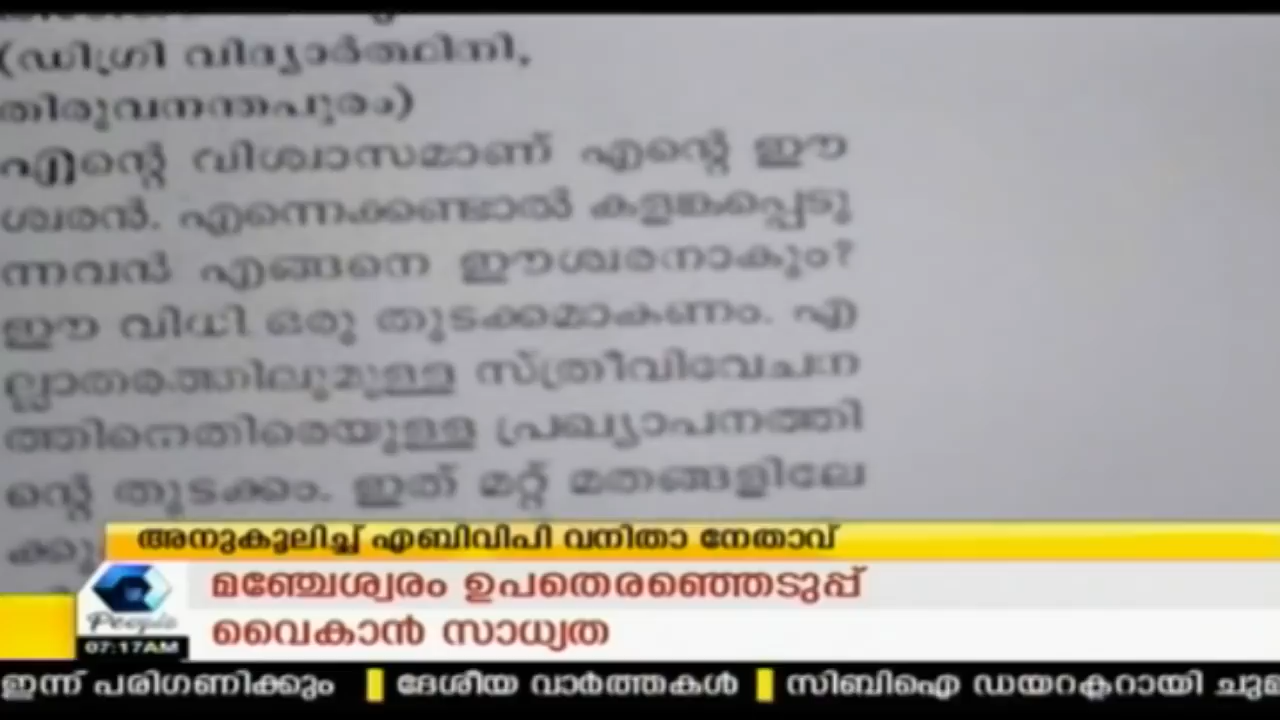 (ഡിഗ്രി വിദ്യാർത്ഥിനി,
തിരുവനന്തപുരം)
എന്റെ വിശ്വാസമാണ് എന്റെ ഈ
ശ്വരൻ. എന്നെക്കണ്ടാൽ കളങ്കപ്പെടു
ന്നവൻ എങ്ങനെ ഈശ്വരനാകും?
ഈ വിധി ഒരു തുടക്കമാകണം. എ
ല്ലാതരത്തിലുമുള്ള സ്ത്രീവിവേചന
ത്തിനെതിരെയുള്ള പ്രഖ്യാപനത്തി
ന്റെ തുടക്കം. ഇത് മറ്റ് മതങ്ങളിലേ
ക്കു
അനുകൂലിച്ച് എബിവിപി വനിതാ നേതാവ്
മഞ്ചേശ്വരം ഉപതെരഞ്ഞെടുപ്പ്
വൈകാൻ സാധ്യത
People
07:17AM
ഇന്ന് പരിഗണിക്കും ദേശീയ വാർത്തകൾ സിബിഐ ഡയറക്ടറായി ചുമ